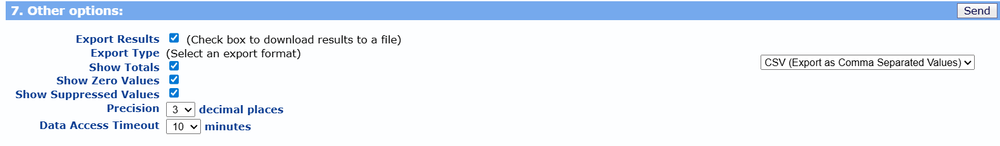 7. Other options:
Send
Export Results (Check box to download results to a file)
Export Type (Select an export format)
CSV (Export as Comma Separated Values)
Show Totals
Show Zero Values
Show Suppressed Values
Precision 3 decimal places
Data Access Timeout 10 minutes